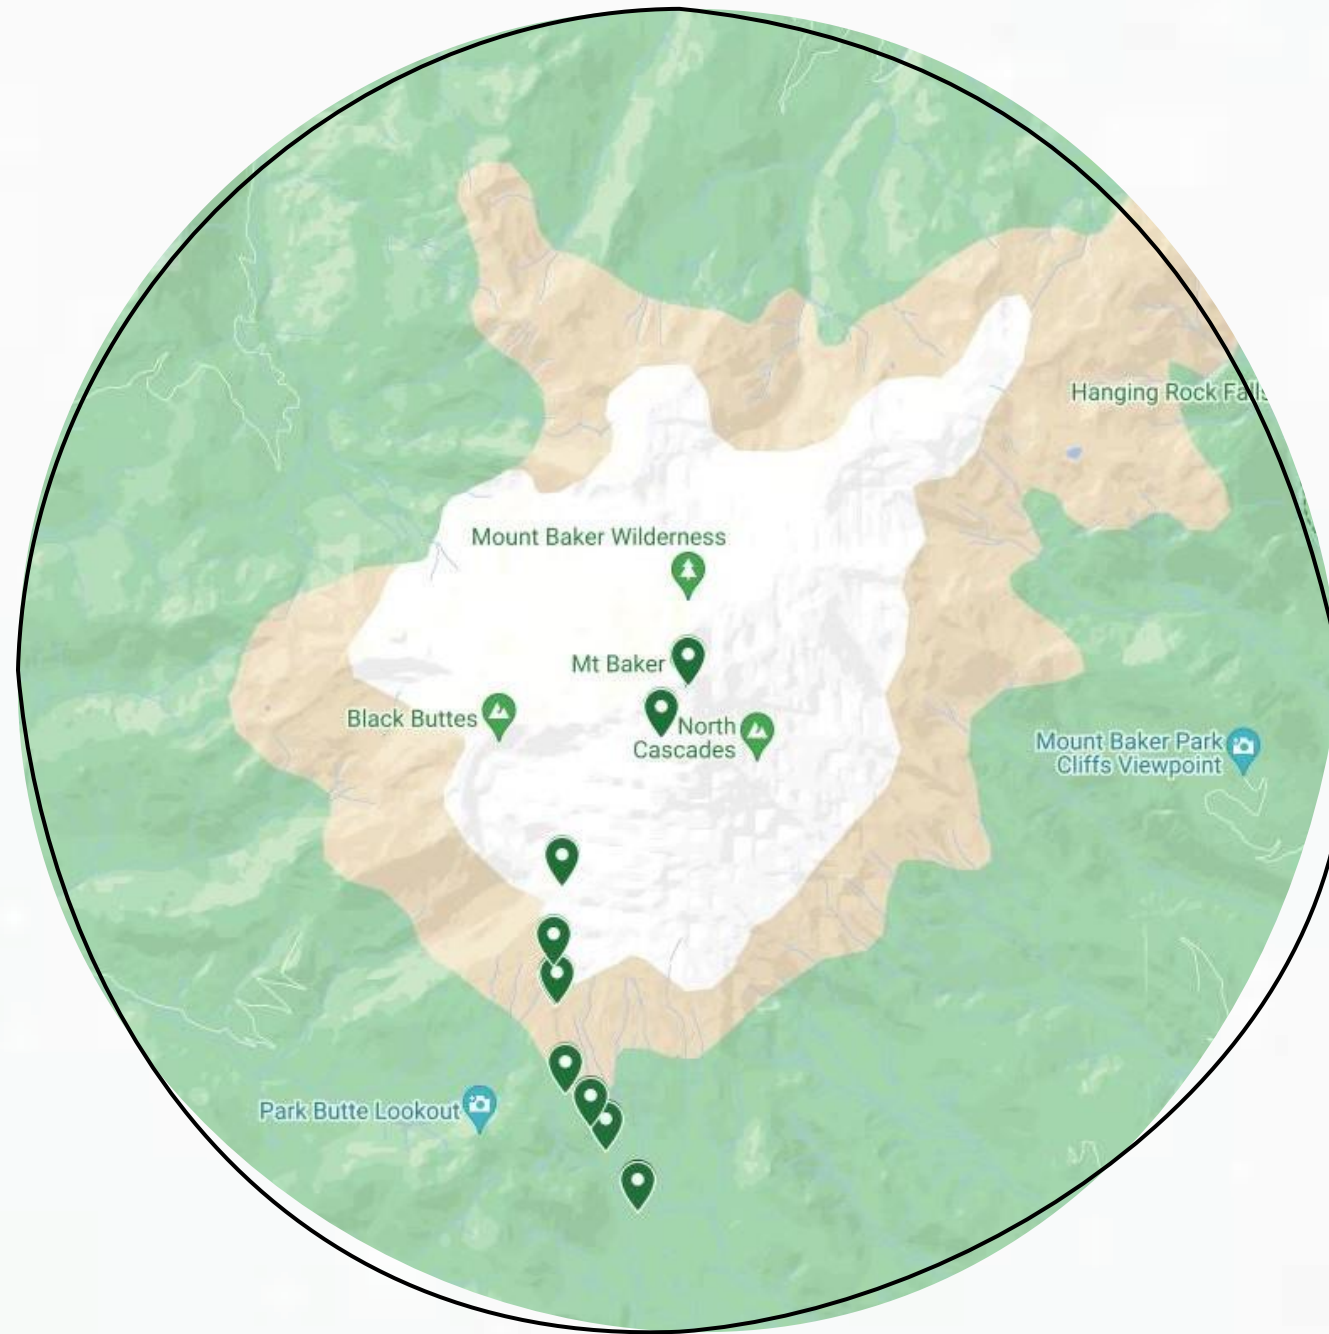 Hanging Rock Falls
Mount Baker Wilderness
Mt Baker
Black Buttes
North
Cascades
Mount Baker Park
Cliffs Viewpoint
Park Butte Lookout